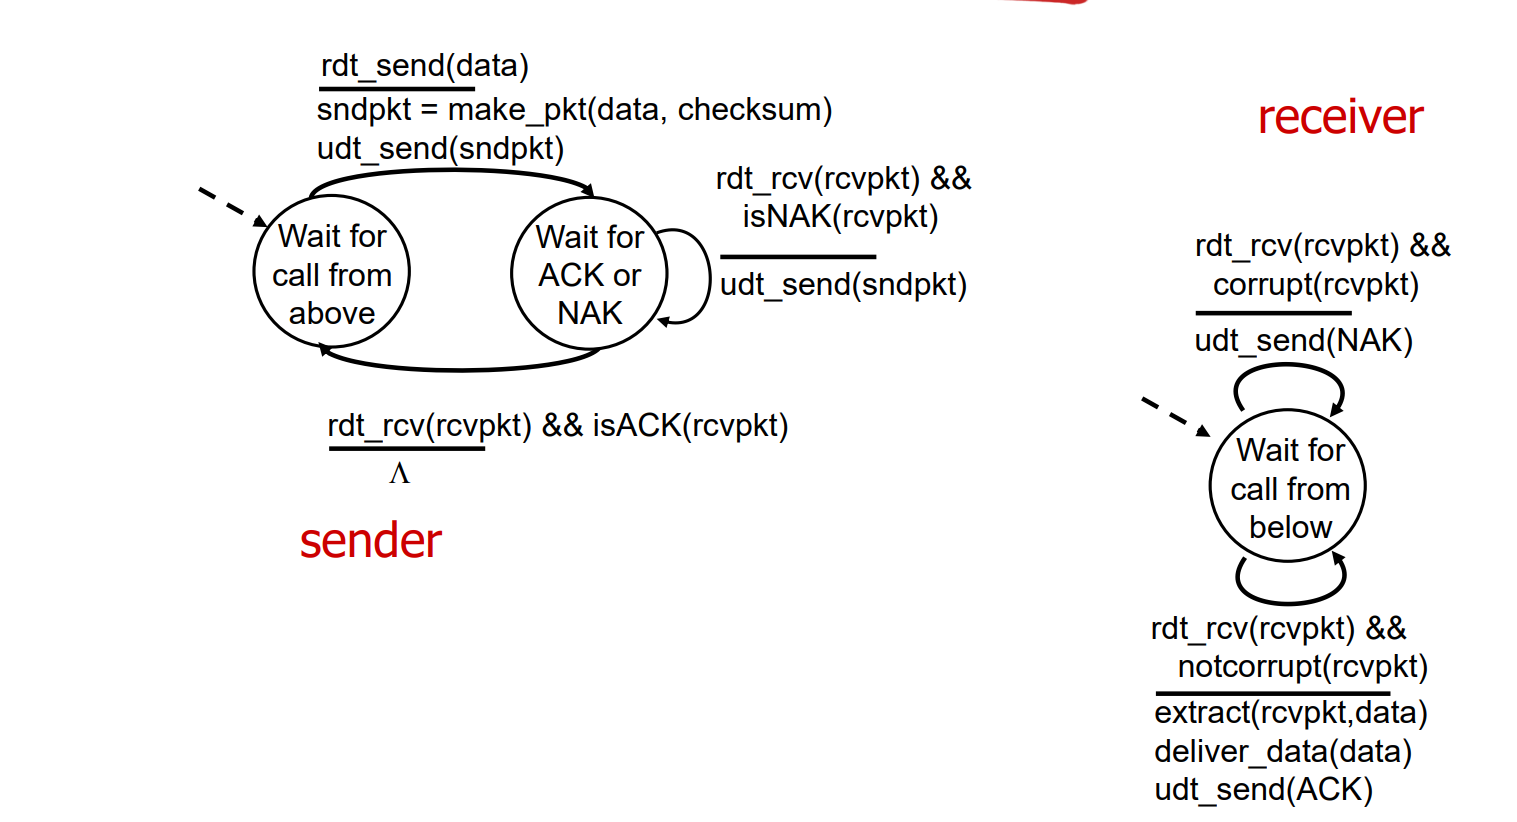 rdt_send(data)
sndpkt = make_pkt(data, checksum)
udt_send(sndpkt)
Wait for
call from
above
Wait for
ACK or
NAK
rdt_rcv(rcvpkt) &&
isNAK(rcvpkt)
udt_send(sndpkt)
rdt_rcv(rcvpkt) && isACK(rcvpkt)
Λ
sender
receiver
rdt_rcv(rcvpkt) &&
corrupt(rcvpkt)
udt_send(NAK)
Wait for
call from
below
rdt_rcv(rcvpkt) &&
notcorrupt(rcvpkt)
extract(rcvpkt,data)
deliver_data(data)
udt_send(ACK)